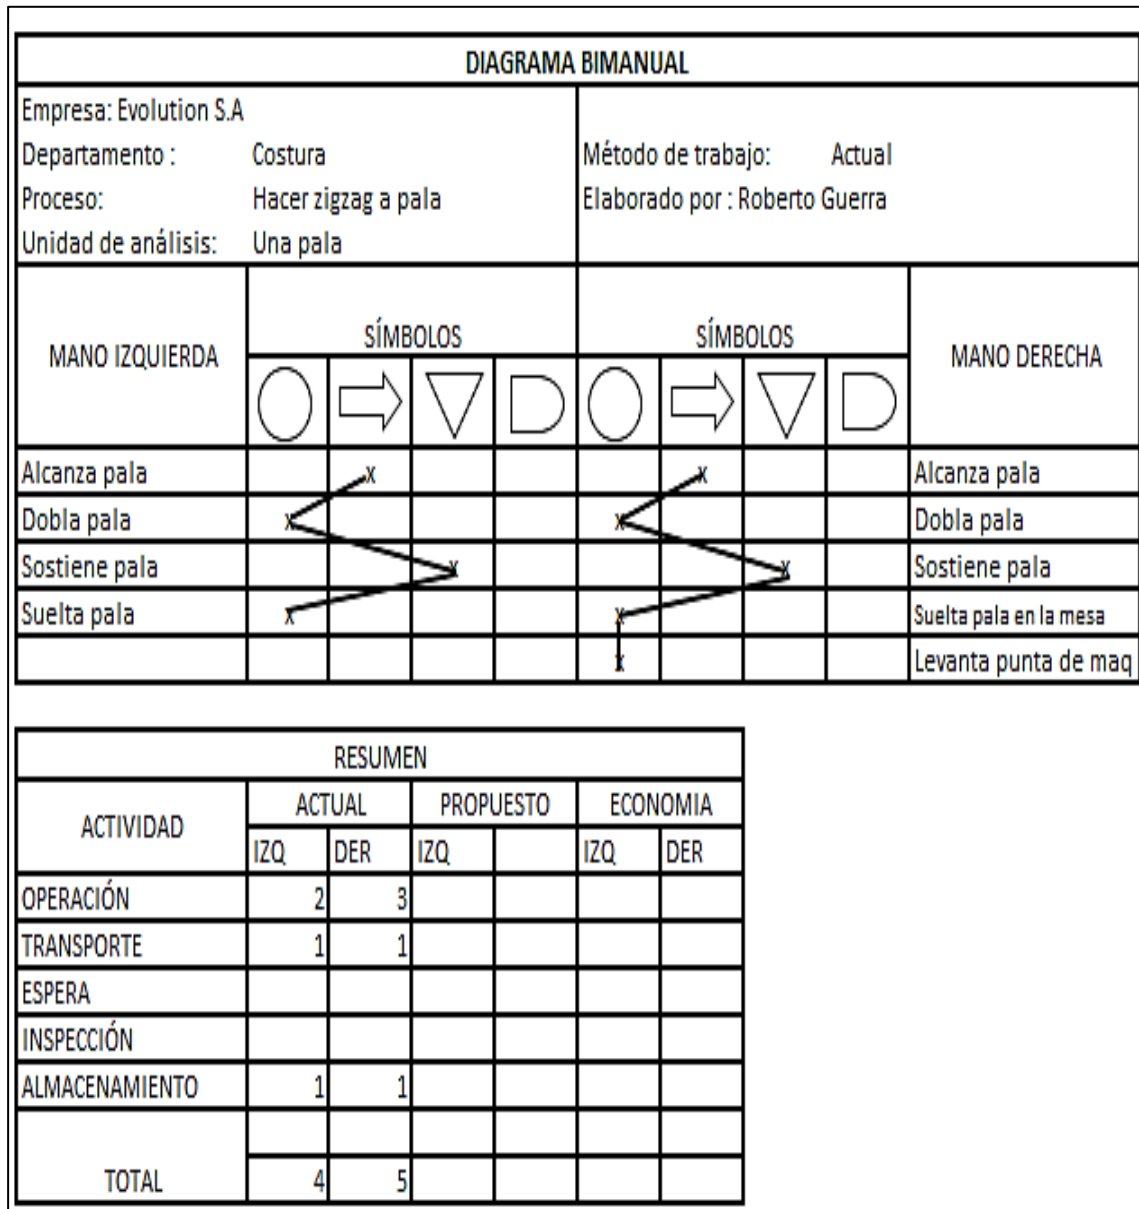 DIAGRAMA BIMANUAL
Empresa: Evolution S.A
Departamento : Costura
Proceso: Hacer zigzag a pala
Unidad de análisis: Una pala
Método de trabajo: Actual
Elaborado por : Roberto Guerra
MANO IZQUIERDA SÍMBOLOS SÍMBOLOS MANO DERECHA
Alcanza pala x x Alcanza pala
Dobla pala x x Dobla pala
Sostiene pala x x Sostiene pala
Suelta pala x x Suelta pala en la mesa
x Levanta punta de maq
RESUMEN
ACTIVIDAD ACTUAL PROPUESTO ECONOMIA
IZQ DER IZQ IZQ DER
OPERACIÓN 2 3
TRANSPORTE 1 1
ESPERA
INSPECCIÓN
ALMACENAMIENTO 1 1
TOTAL 4 5